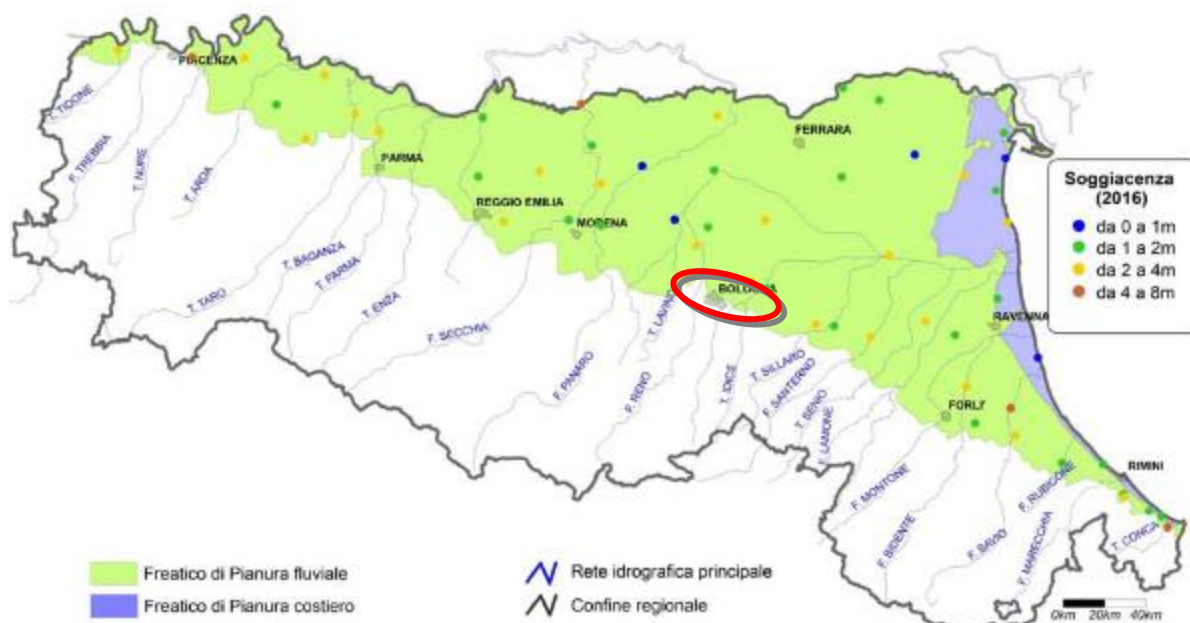 PIACENZA
T. TIDONE
F. TREBBIA
T. NURE
T. ARDA
PARMA
FERRARA
REGGIO EMILIA
MODENA
T. TARO
T. BAGANZA
T. PARMA
T. ENZA
F. SECCHIA
F. PANARO
T. LAVINO
F. RENO
BOLOGNA
T. IDICE
T. SILLARO
F. SANTERNO
T. SENIO
F. LAMONE
RAVENNA
FORLI'
F. MONTONE
F. BIDENTE
F. SAVIO
F. RUBICONE
F. MARECCHIA
RIMINI
T. CONCA
Soggiacenza
(2016)
da 0 a 1m
da 1 a 2m
da 2 a 4m
da 4 a 8m
Freatico di Pianura fluviale
Freatico di Pianura costiero
Rete idrografica principale
Confine regionale
0km 20km 40km